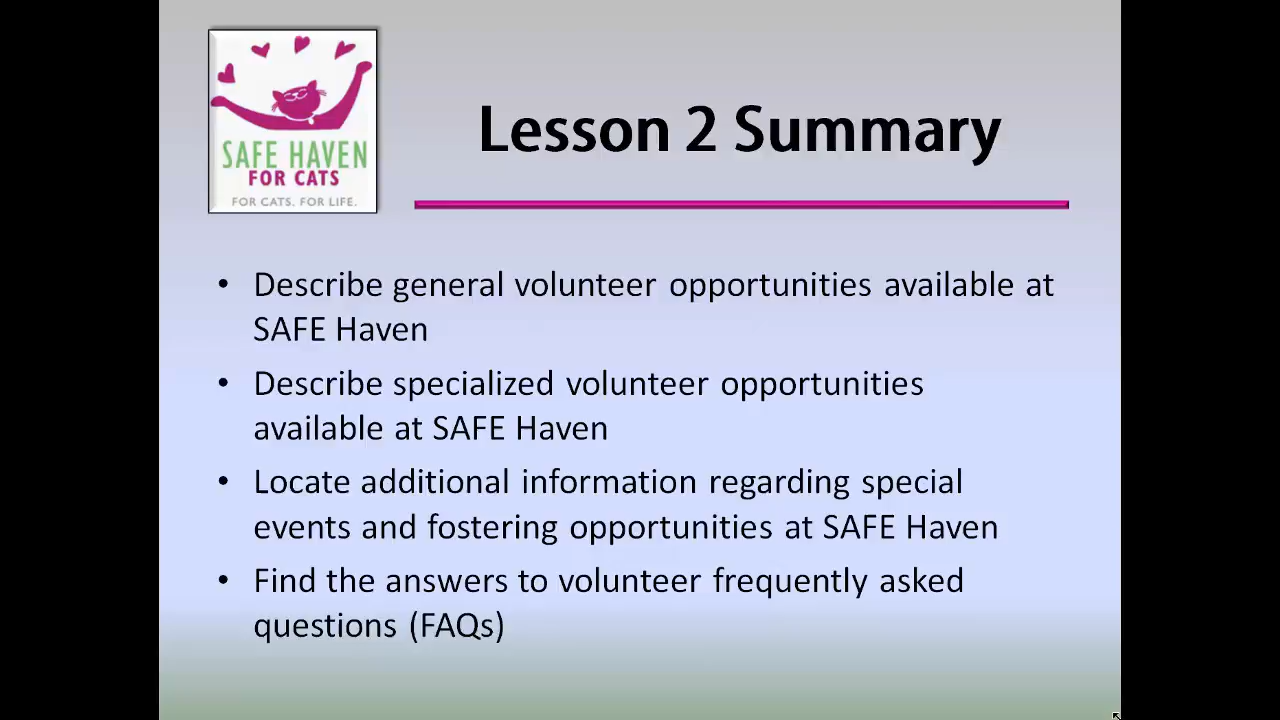 SAFE HAVEN
FOR CATS
FOR CATS. FOR LIFE.
Lesson 2 Summary
• Describe general volunteer opportunities available at
SAFE Haven
• Describe specialized volunteer opportunities
available at SAFE Haven
• Locate additional information regarding special
events and fostering opportunities at SAFE Haven
• Find the answers to volunteer frequently asked
questions (FAQs)